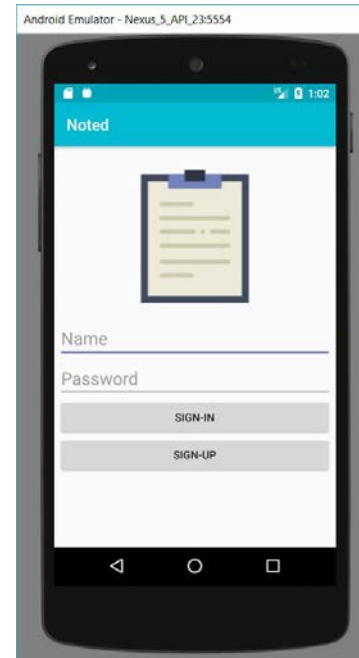 Android Emulator - Nexus_5_API_23:5554
1:02
Noted
Name
Password
SIGN-IN
SIGN-UP